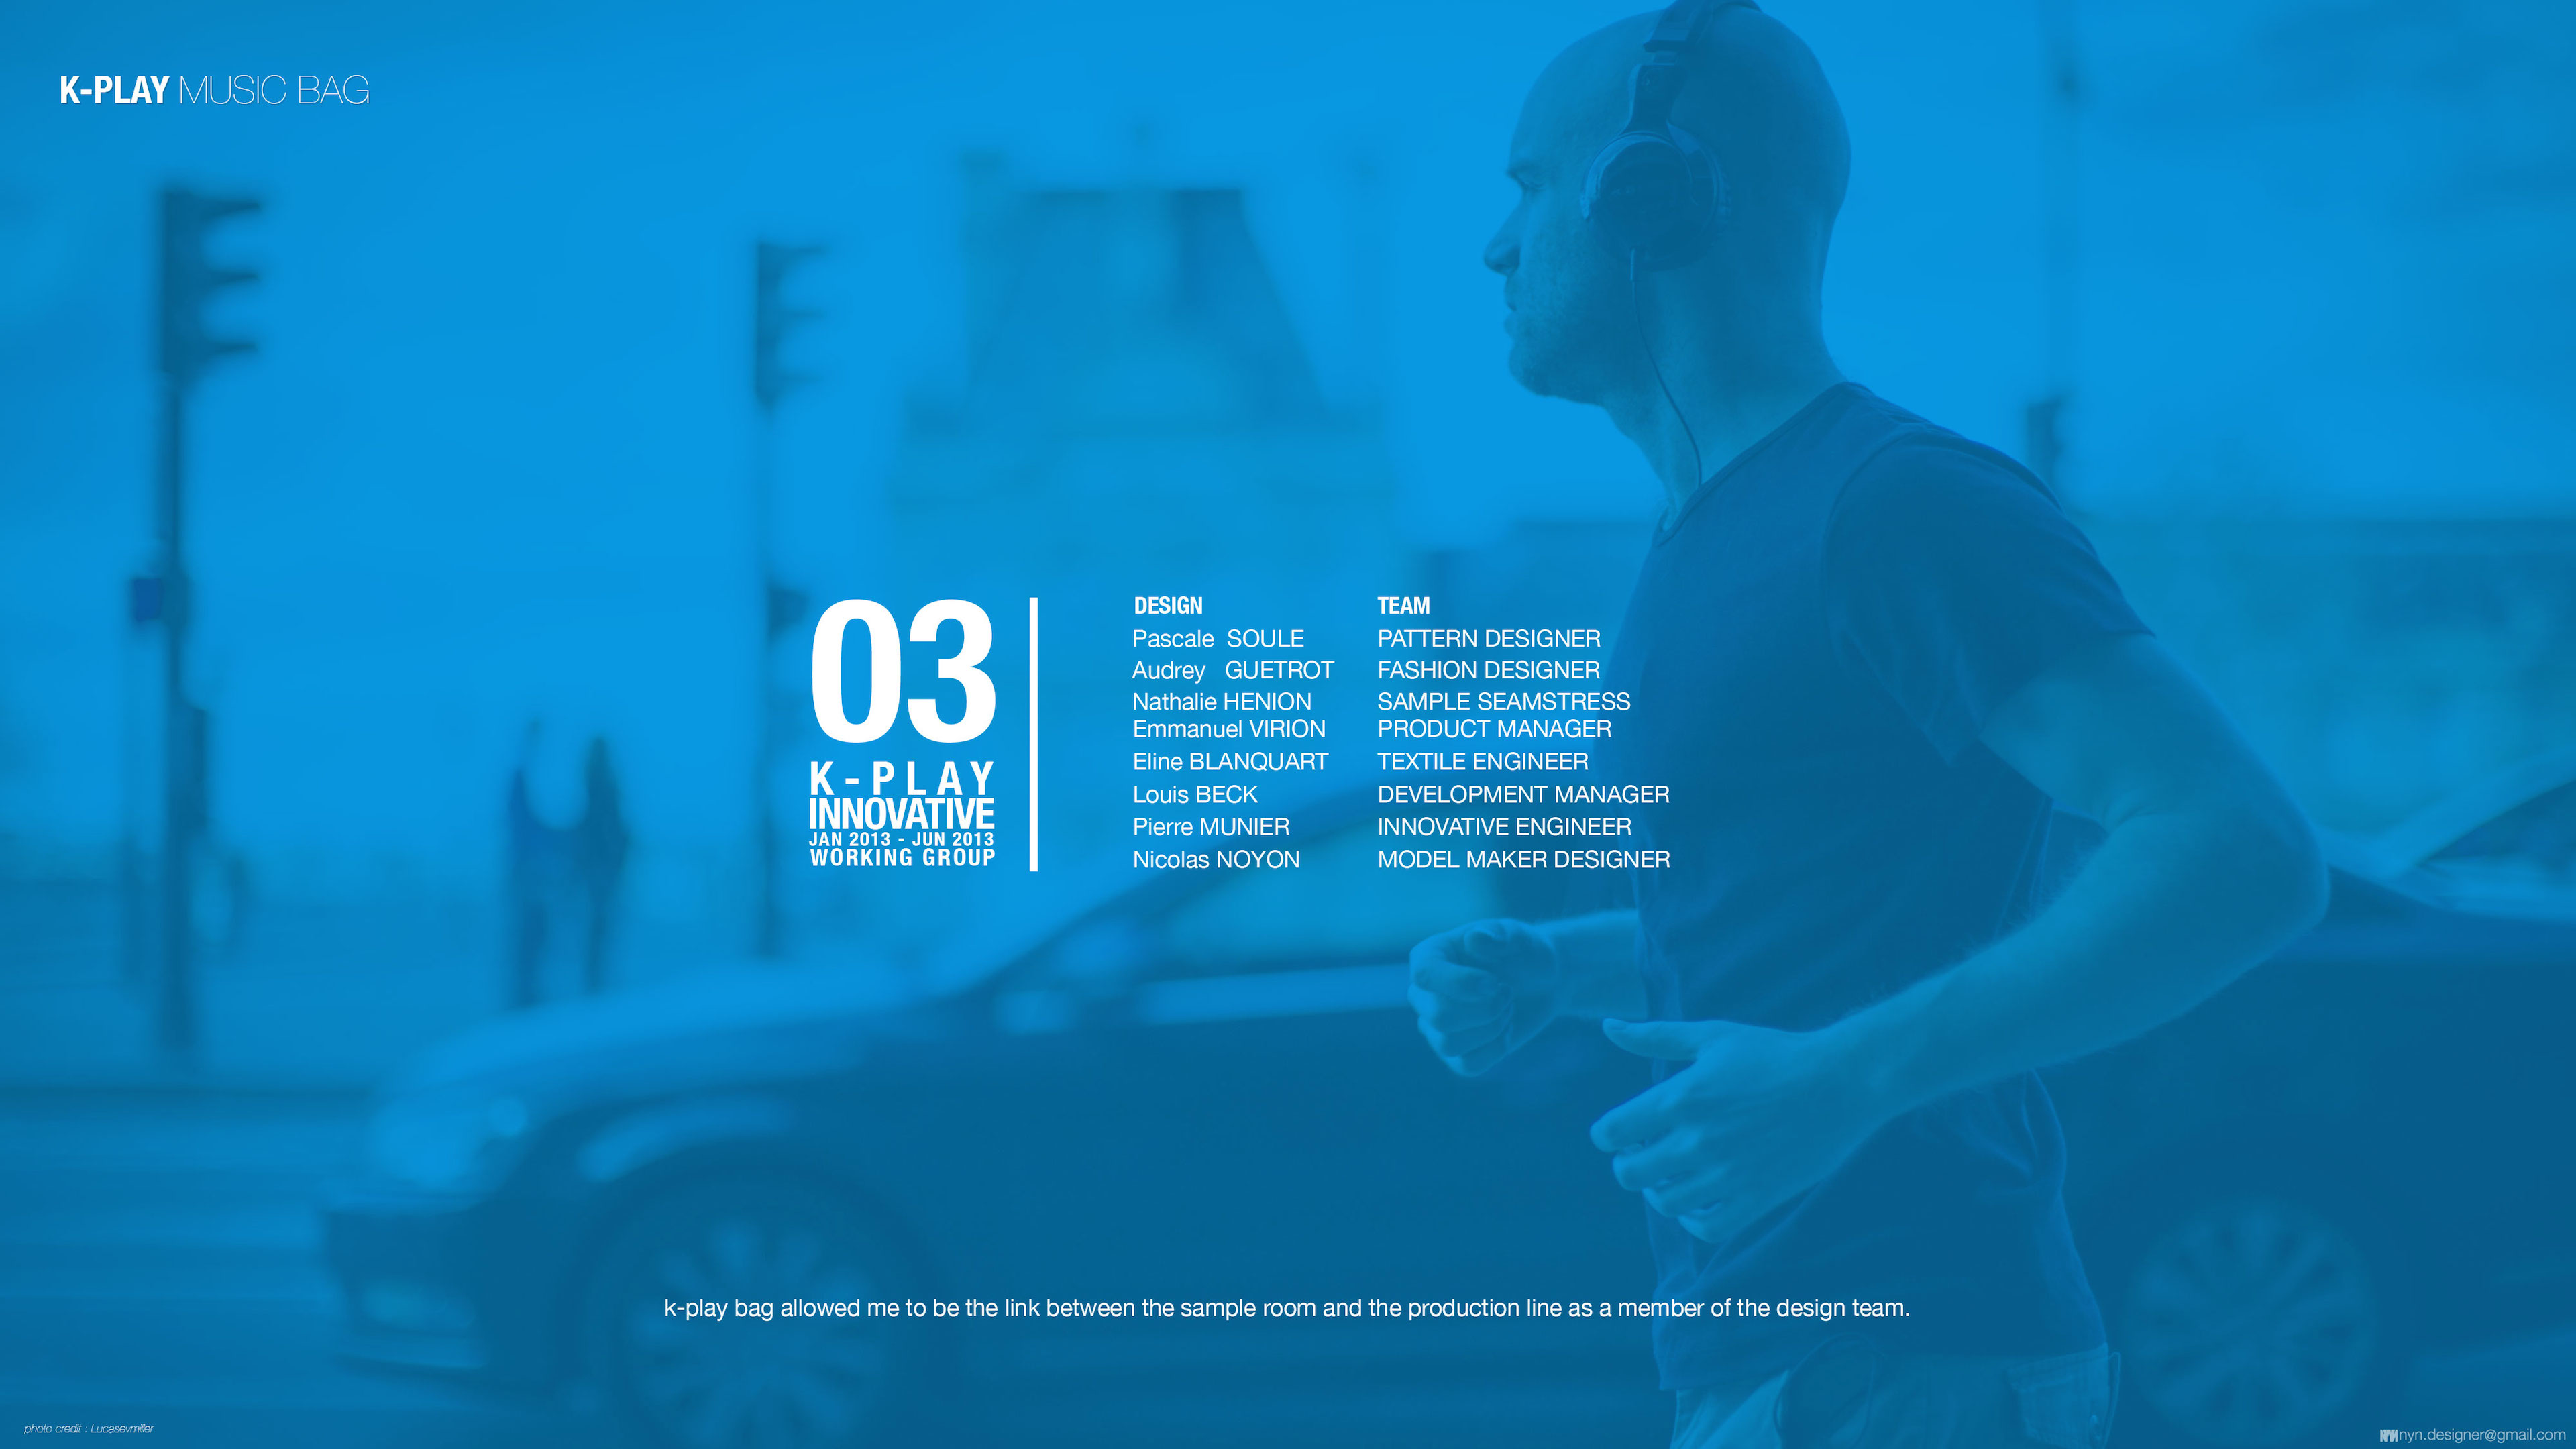 K-PLAY MUSIC BAG
03
K-PLAY
INNOVATIVE
JAN 2013 - JUN 2013
WORKING GROUP
DESIGN TEAM
Pascale SOULE PATTERN DESIGNER
Audrey GUETROT FASHION DESIGNER
Nathalie HENION SAMPLE SEAMSTRESS
Emmanuel VIRION PRODUCT MANAGER
Eline BLANQUART TEXTILE ENGINEER
Louis BECK DEVELOPMENT MANAGER
Pierre MUNIER INNOVATIVE ENGINEER
Nicolas NOYON MODEL MAKER DESIGNER
k-play bag allowed me to be the link between the sample room and the production line as a member of the design team.
photo credit : Lucasevmiller
nyn.designer@gmail.com